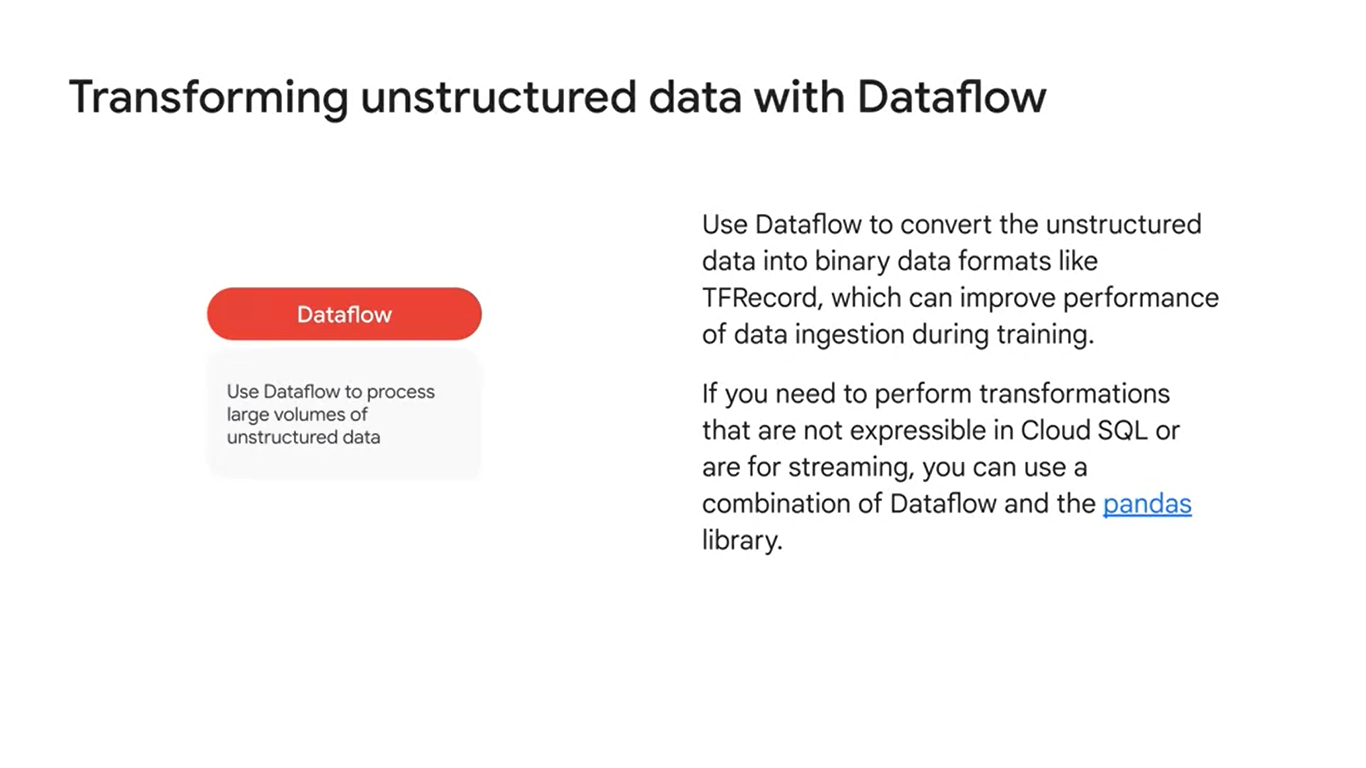 Transforming unstructured data with Dataflow
Dataflow
Use Dataflow to process
large volumes of
unstructured data
Use Dataflow to convert the unstructured
data into binary data formats like
TFRecord, which can improve performance
of data ingestion during training.
If you need to perform transformations
that are not expressible in Cloud SQL or
are for streaming, you can use a
combination of Dataflow and the pandas
library.